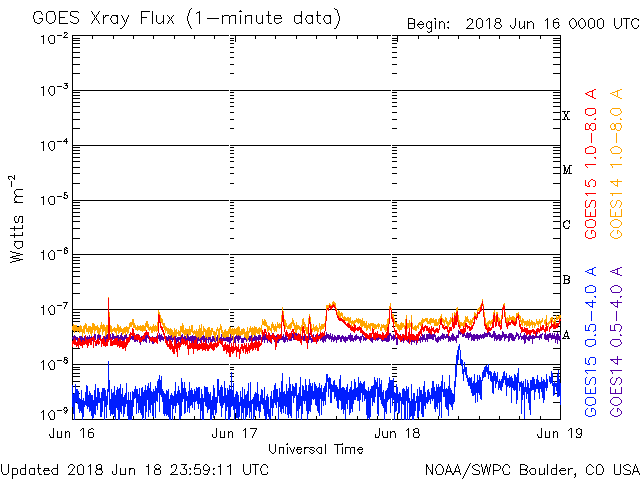 GOES Xray Flux (1-minute data)
Begin: 2018 Jun 16 0000 UTC
10⁻²
10⁻³
10⁻⁴
10⁻⁵
10⁻⁶
10⁻⁷
10⁻⁸
10⁻⁹
Watts m⁻²
X
M
C
B
A
GOES15 1.0-8.0 A
GOES14 1.0-8.0 A
GOES15 0.5-4.0 A
GOES14 0.5-4.0 A
Jun 16
Jun 17
Jun 18
Jun 19
Universal Time
Updated 2018 Jun 18 23:59:11 UTC
NOAA/SWPC Boulder, CO USA